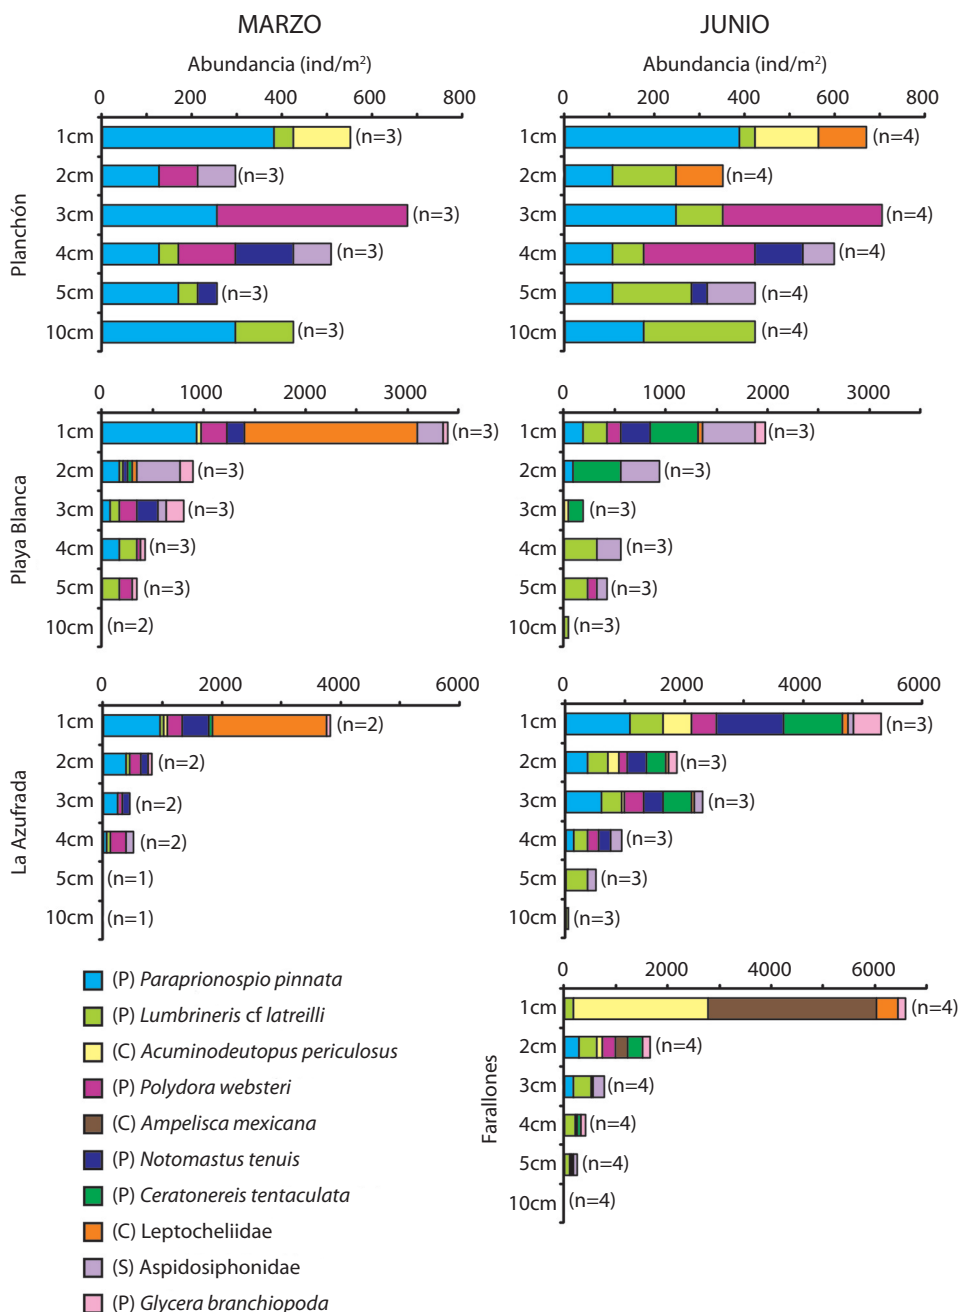 MARZO
Abundancia (ind/m²)
0 200 400 600 800
Planchón
1cm (n=3)
2cm (n=3)
3cm (n=3)
4cm (n=3)
5cm (n=3)
10cm (n=3)
JUNIO
Abundancia (ind/m²)
0 200 400 600 800
(n=4)
1cm
2cm (n=4)
3cm (n=4)
4cm (n=4)
5cm (n=4)
10cm (n=4)
0 1000 2000 3000
Playa Blanca
1cm (n=3)
2cm (n=3)
3cm (n=3)
4cm (n=3)
5cm (n=3)
10cm (n=2)
0 1000 2000 3000
1cm (n=3)
2cm (n=3)
3cm (n=3)
4cm (n=3)
5cm (n=3)
10cm (n=3)
0 2000 4000 6000
La Azufrada
1cm (n=2)
2cm (n=2)
3cm (n=2)
4cm (n=2)
5cm (n=1)
10cm (n=1)
0 2000 4000 6000
1cm (n=3)
2cm (n=3)
3cm (n=3)
4cm (n=3)
5cm (n=3)
10cm (n=3)
0 2000 4000 6000
Farallones
1cm (n=4)
2cm (n=4)
3cm (n=4)
4cm (n=4)
5cm (n=4)
10cm (n=4)
(P) Paraprionospio pinnata
(P) Lumbrineris cf latreilli
(C) Acuminodeutopus periculosus
(P) Polydora websteri
(C) Ampelisca mexicana
(P) Notomastus tenuis
(P) Ceratonereis tentaculata
(C) Leptocheliidae
(S) Aspidosiphonidae
(P) Glycera branchiopoda